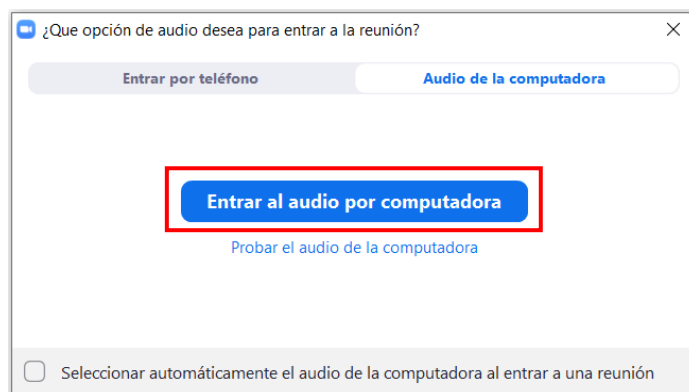 ¿Que opción de audio desea para entrar a la reunión?
Entrar por teléfono
Audio de la computadora
Entrar al audio por computadora
Probar el audio de la computadora
Seleccionar automáticamente el audio de la computadora al entrar a una reunión